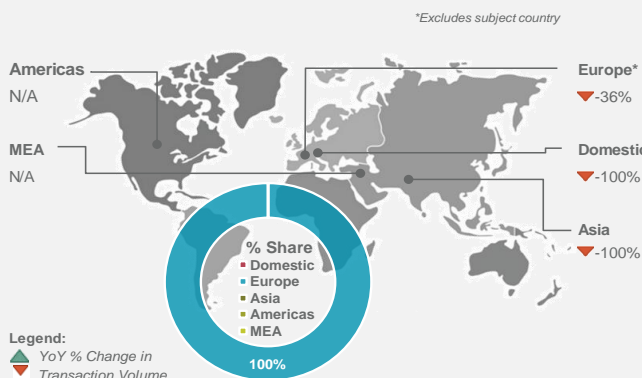 *Excludes subject country
Americas
N/A
MEA
N/A
Europe*
-36%
Domestic
-100%
Asia
-100%
% Share
Domestic
Europe
Asia
Americas
MEA
100%
Legend:
YoY % Change in
Transaction Volume